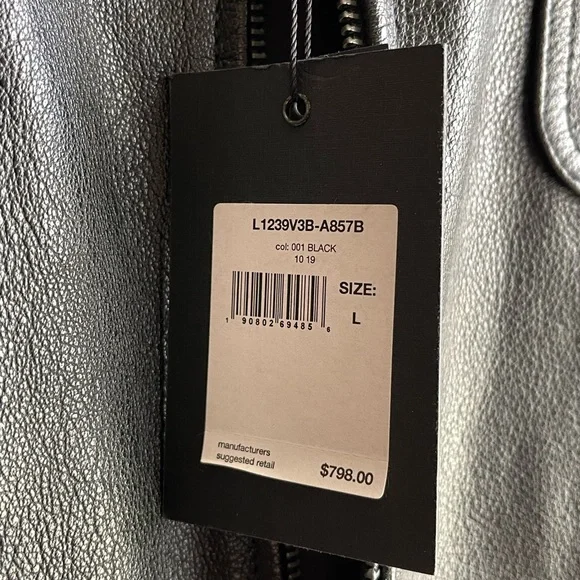 L1239V3B-A857B
col: 001 BLACK
10 19
SIZE:
L
1 90802 69485 6
manufacturers
suggested retail
$798.00